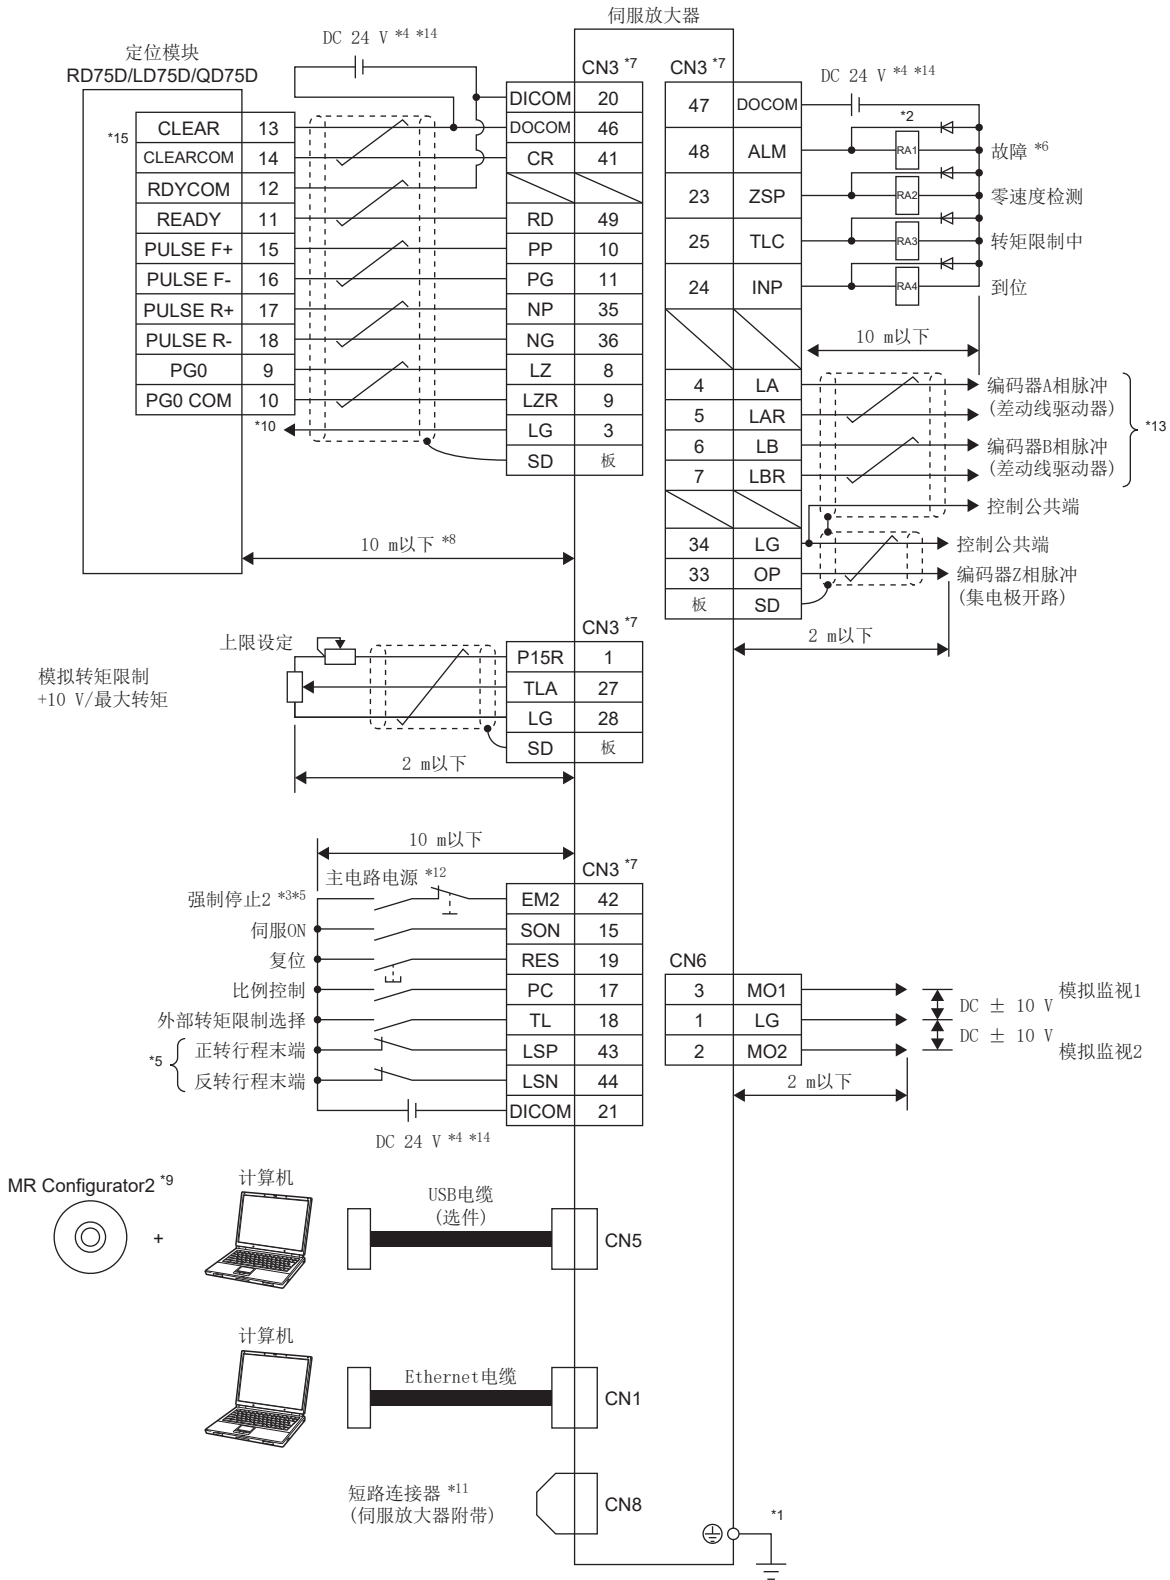 伺服放大器
DC 24 V *4 *14
定位模块
RD75D/LD75D/QD75D
CN3 *7
DICOM 20
*15 CLEAR 13 DOCOM 46
CLEARCOM 14 CR 41
RDYCOM 12
READY 11 RD 49
PULSE F+ 15 PP 10
PULSE F- 16 PG 11
PULSE R+ 17 NP 35
PULSE R- 18 NG 36
PG0 9 LZ 8
PG0 COM 10 LZR 9
*10 LG 3
SD 板
10 m以下 *8
CN3 *7
DC 24 V *4 *14
47 DOCOM
*2
48 ALM RA1 故障 *6
23 ZSP RA2 零速度检测
25 TLC RA3 转矩限制中
24 INP RA4 到位
10 m以下
4 LA 编码器A相脉冲
5 LAR (差动线驱动器)
*13
6 LB 编码器B相脉冲
7 LBR (差动线驱动器)
控制公共端
34 LG 控制公共端
33 OP 编码器Z相脉冲
(集电极开路)
板 SD
2 m以下
CN3 *7
上限设定
模拟转矩限制
+10 V/最大转矩
P15R 1
TLA 27
LG 28
SD 板
2 m以下
10 m以下
CN3 *7
主电路电源 *12
强制停止2 *3*5 EM2 42
伺服ON SON 15
复位 RES 19
比例控制 PC 17
外部转矩限制选择 TL 18
*5
正转行程末端 LSP 43
反转行程末端 LSN 44
DICOM 21
DC 24 V *4 *14
CN6
3 MO1 模拟监视1
DC ± 10 V
1 LG
DC ± 10 V
2 MO2 模拟监视2
2 m以下
MR Configurator2 *9
+
计算机
USB电缆
(选件)
CN5
计算机
Ethernet电缆
CN1
短路连接器 *11
(伺服放大器附带)
CN8
*1